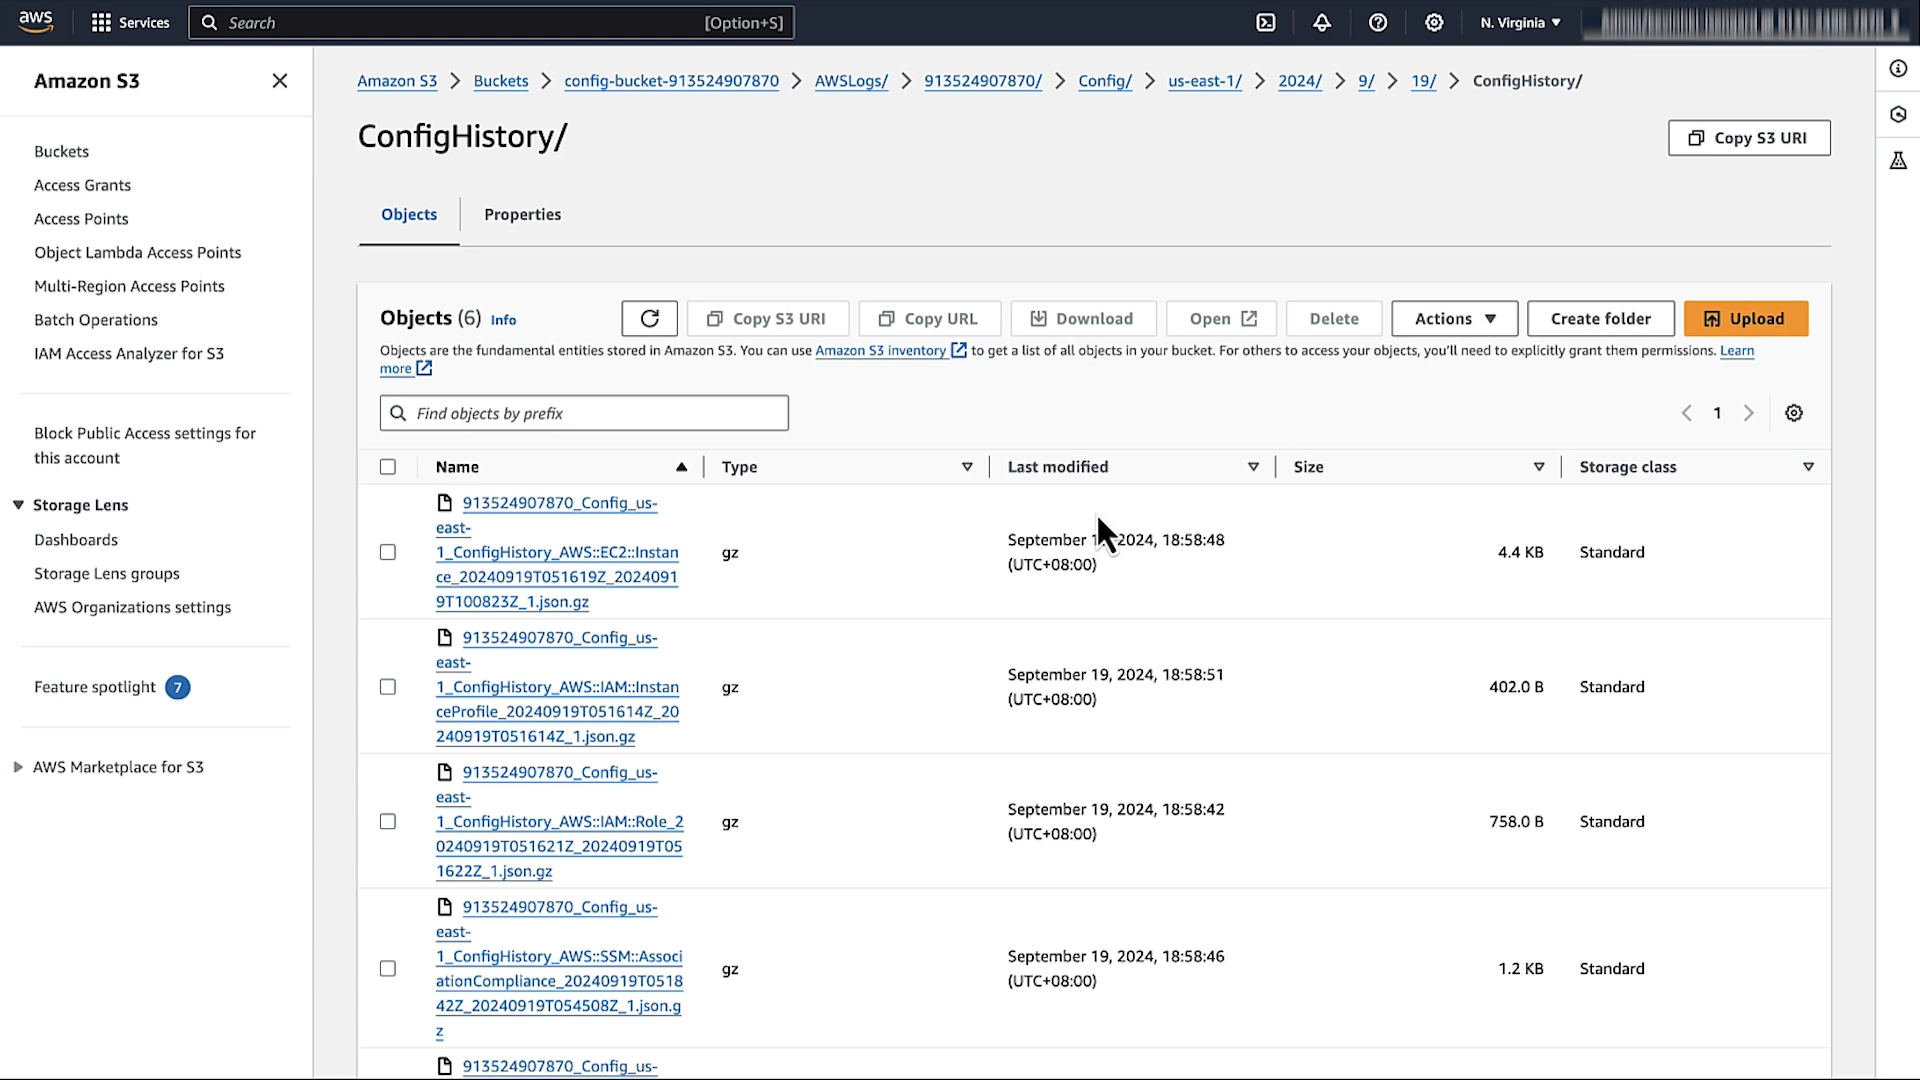 aws
Services
Search [Option+S]
N. Virginia
Amazon S3
Buckets
Access Grants
Access Points
Object Lambda Access Points
Multi-Region Access Points
Batch Operations
IAM Access Analyzer for S3
Block Public Access settings for
this account
Storage Lens
Dashboards
Storage Lens groups
AWS Organizations settings
Feature spotlight 7
AWS Marketplace for S3
Amazon S3 > Buckets > config-bucket-913524907870 > AWSLogs/ > 913524907870/ > Config/ > us-east-1/ > 2024/ > 9/ > 19/ > ConfigHistory/
ConfigHistory/
Copy S3 URI
Objects Properties
Objects (6) Info
Copy S3 URI Copy URL Download Open Delete Actions Create folder Upload
Objects are the fundamental entities stored in Amazon S3. You can use Amazon S3 inventory to get a list of all objects in your bucket. For others to access your objects, you'll need to explicitly grant them permissions. Learn
more
Find objects by prefix
1
Name Type Last modified Size Storage class
913524907870_Config_us-
east-
1_ConfigHistory_AWS::EC2::Instan
ce_20240919T051619Z_2024091
9T100823Z_1.json.gz
gz
September 1 2024, 18:58:48
(UTC+08:00)
4.4 KB
Standard
913524907870_Config_us-
east-
1_ConfigHistory_AWS::IAM::Instan
ceProfile_20240919T051614Z_20
240919T051614Z_1.json.gz
gz
September 19, 2024, 18:58:51
(UTC+08:00)
402.0 B
Standard
913524907870_Config_us-
east-
1_ConfigHistory_AWS::IAM::Role_2
0240919T051621Z_20240919T05
1622Z_1.json.gz
gz
September 19, 2024, 18:58:42
(UTC+08:00)
758.0 B
Standard
913524907870_Config_us-
east-
1_ConfigHistory_AWS::SSM::Associ
ationCompliance_20240919T0518
42Z_20240919T054508Z_1.json.g
z
gz
September 19, 2024, 18:58:46
(UTC+08:00)
1.2 KB
Standard
913524907870_Config_us-